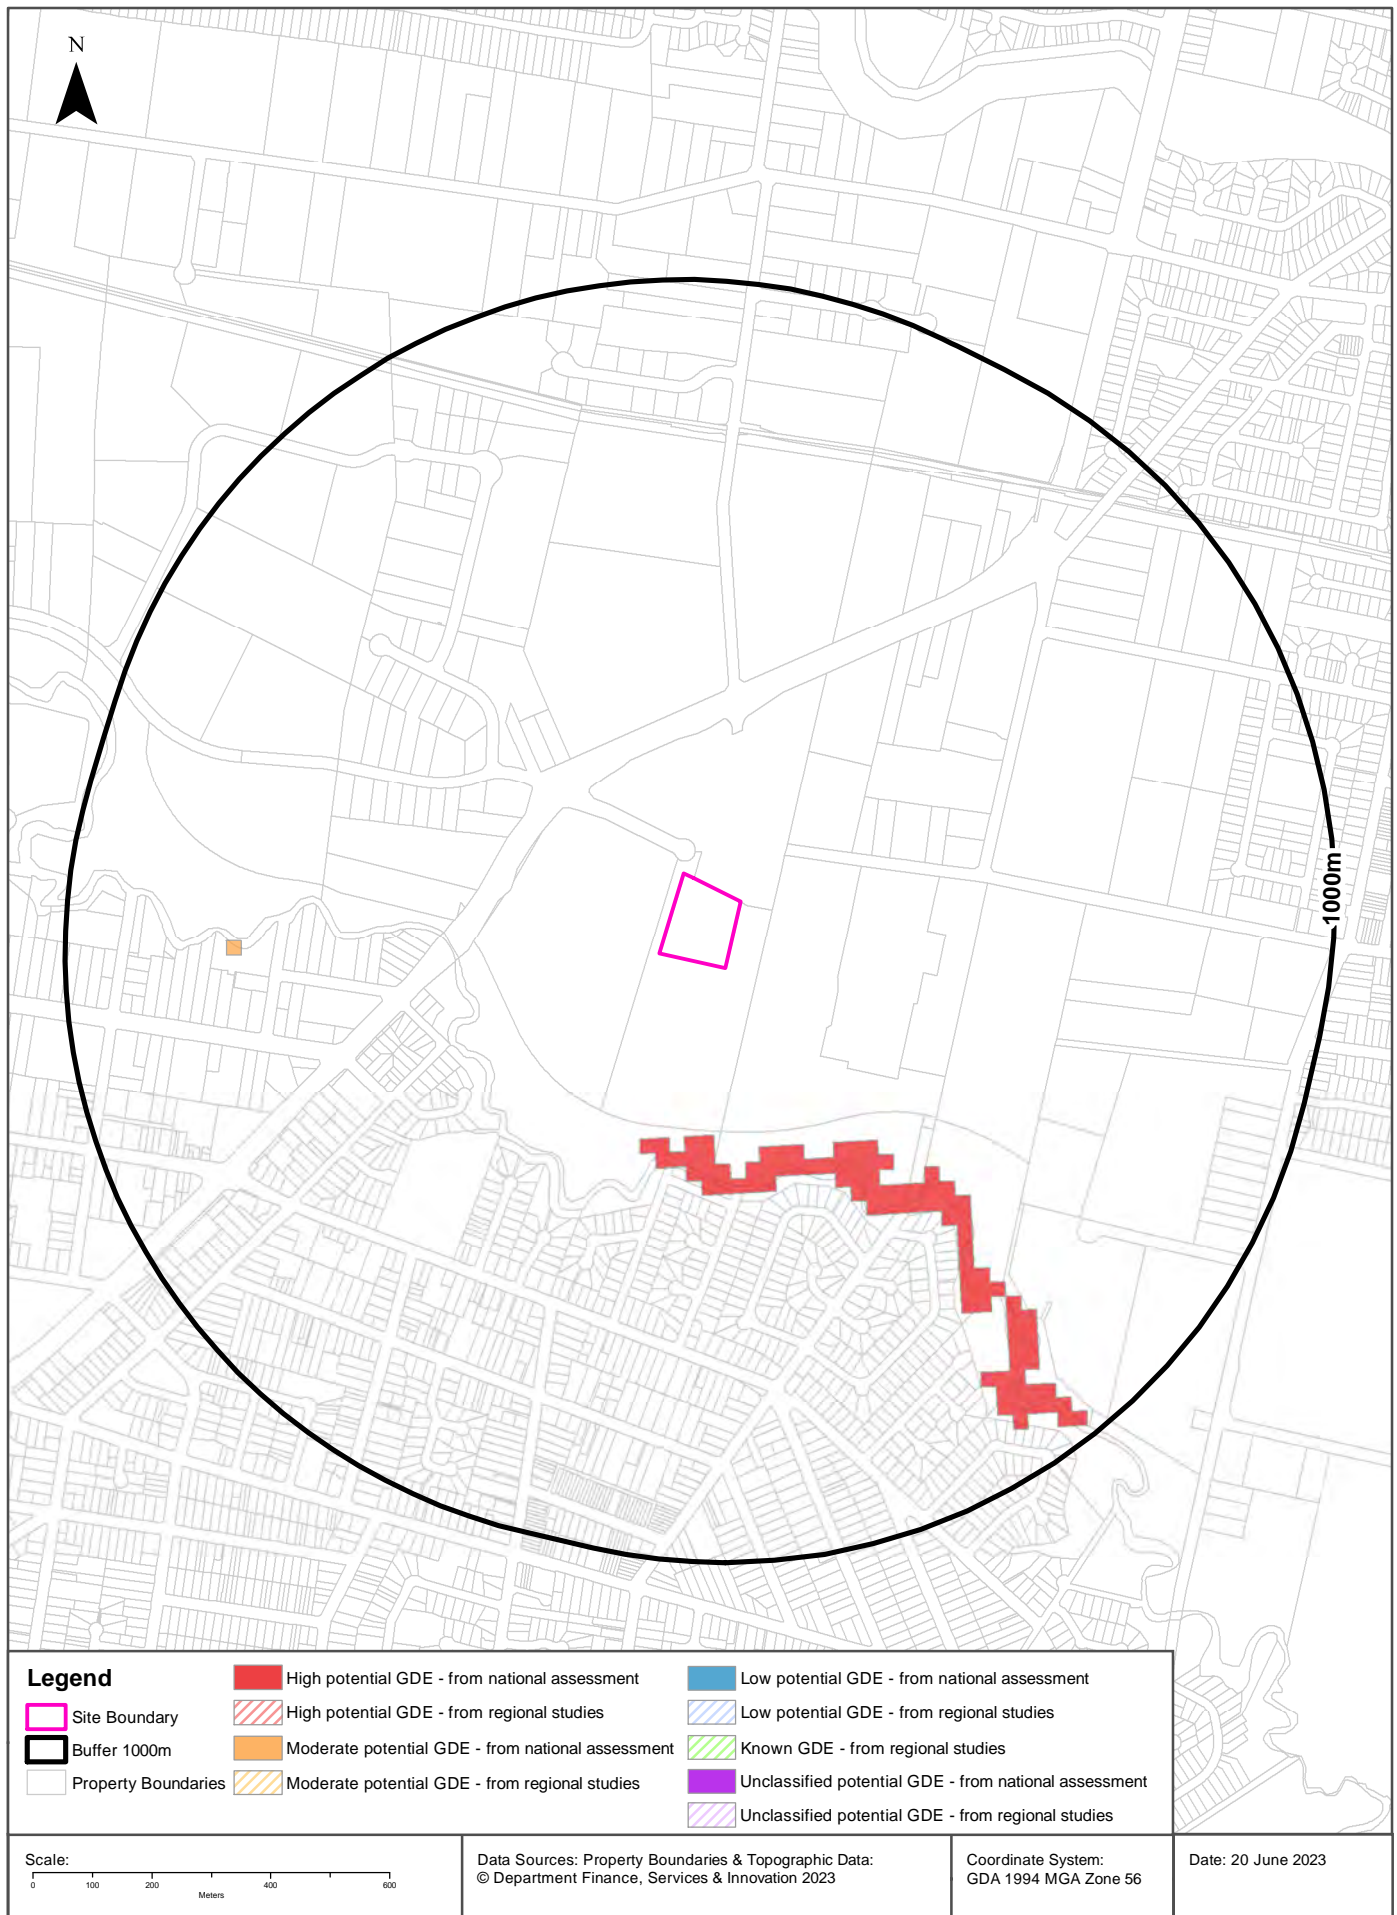 N
1000m
Legend
Site Boundary
Buffer 1000m
Property Boundaries
High potential GDE - from national assessment
High potential GDE - from regional studies
Moderate potential GDE - from national assessment
Moderate potential GDE - from regional studies
Low potential GDE - from national assessment
Low potential GDE - from regional studies
Known GDE - from regional studies
Unclassified potential GDE - from national assessment
Unclassified potential GDE - from regional studies
Scale:
0 100 200 400 600
Meters
Data Sources: Property Boundaries & Topographic Data:
© Department Finance, Services & Innovation 2023
Coordinate System:
GDA 1994 MGA Zone 56
Date: 20 June 2023